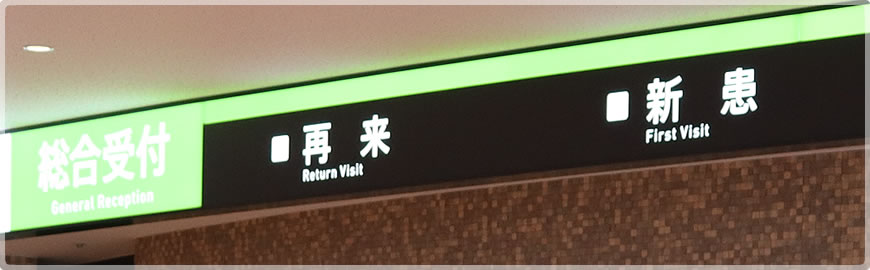 総合受付
General Reception
再来
Return Visit
新患
First Visit